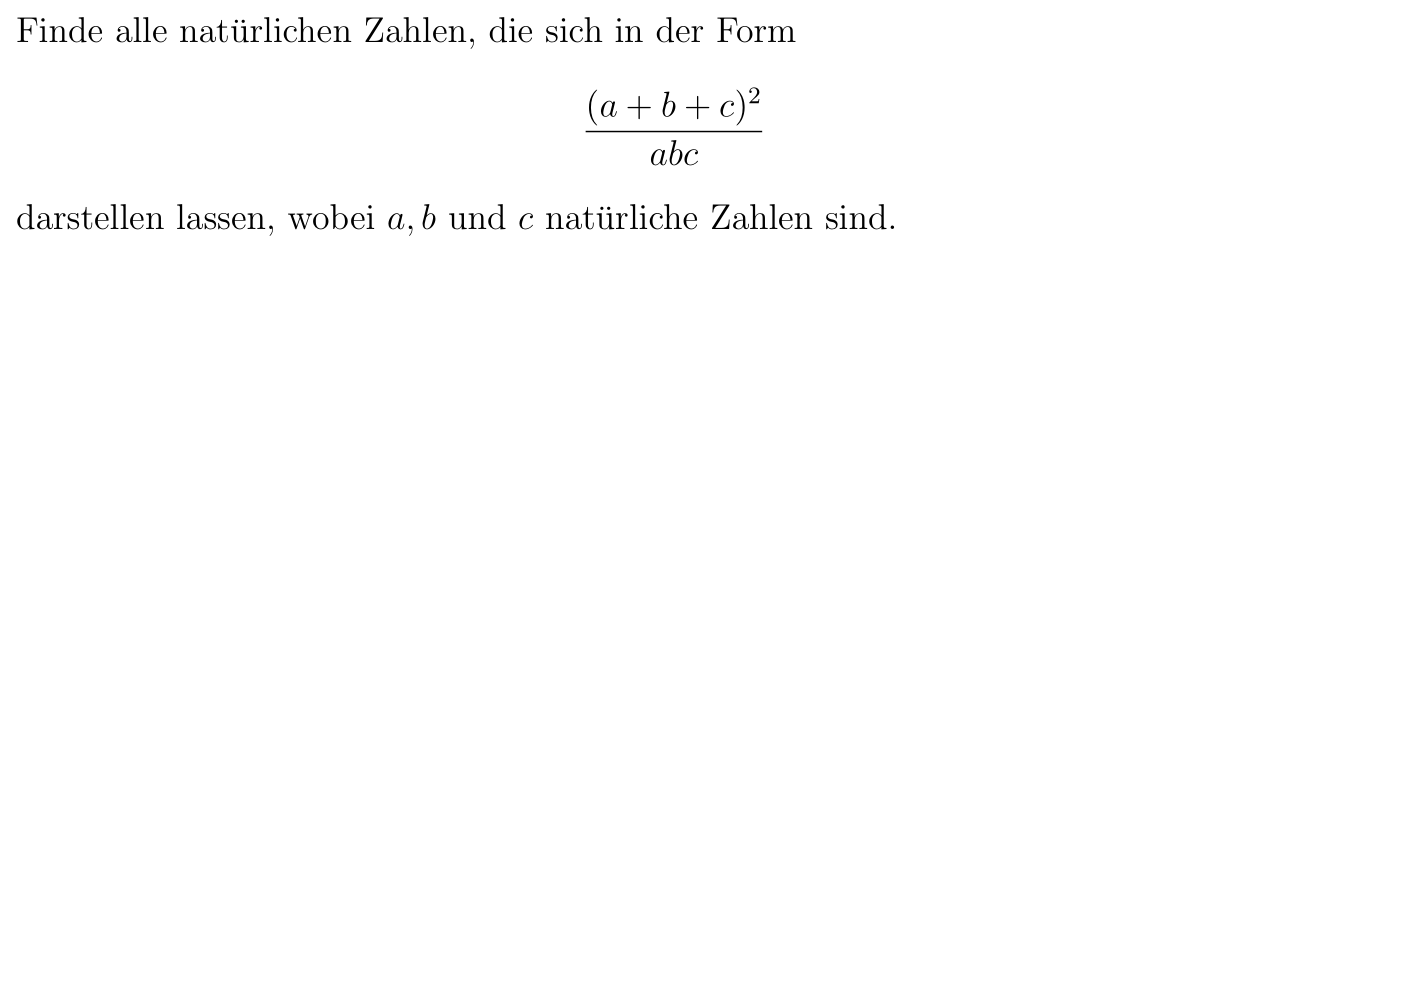 Finde alle natürlichen Zahlen, die sich in der Form
\frac{(a + b + c)^2}{abc}
darstellen lassen, wobei a, b und c natürliche Zahlen sind.